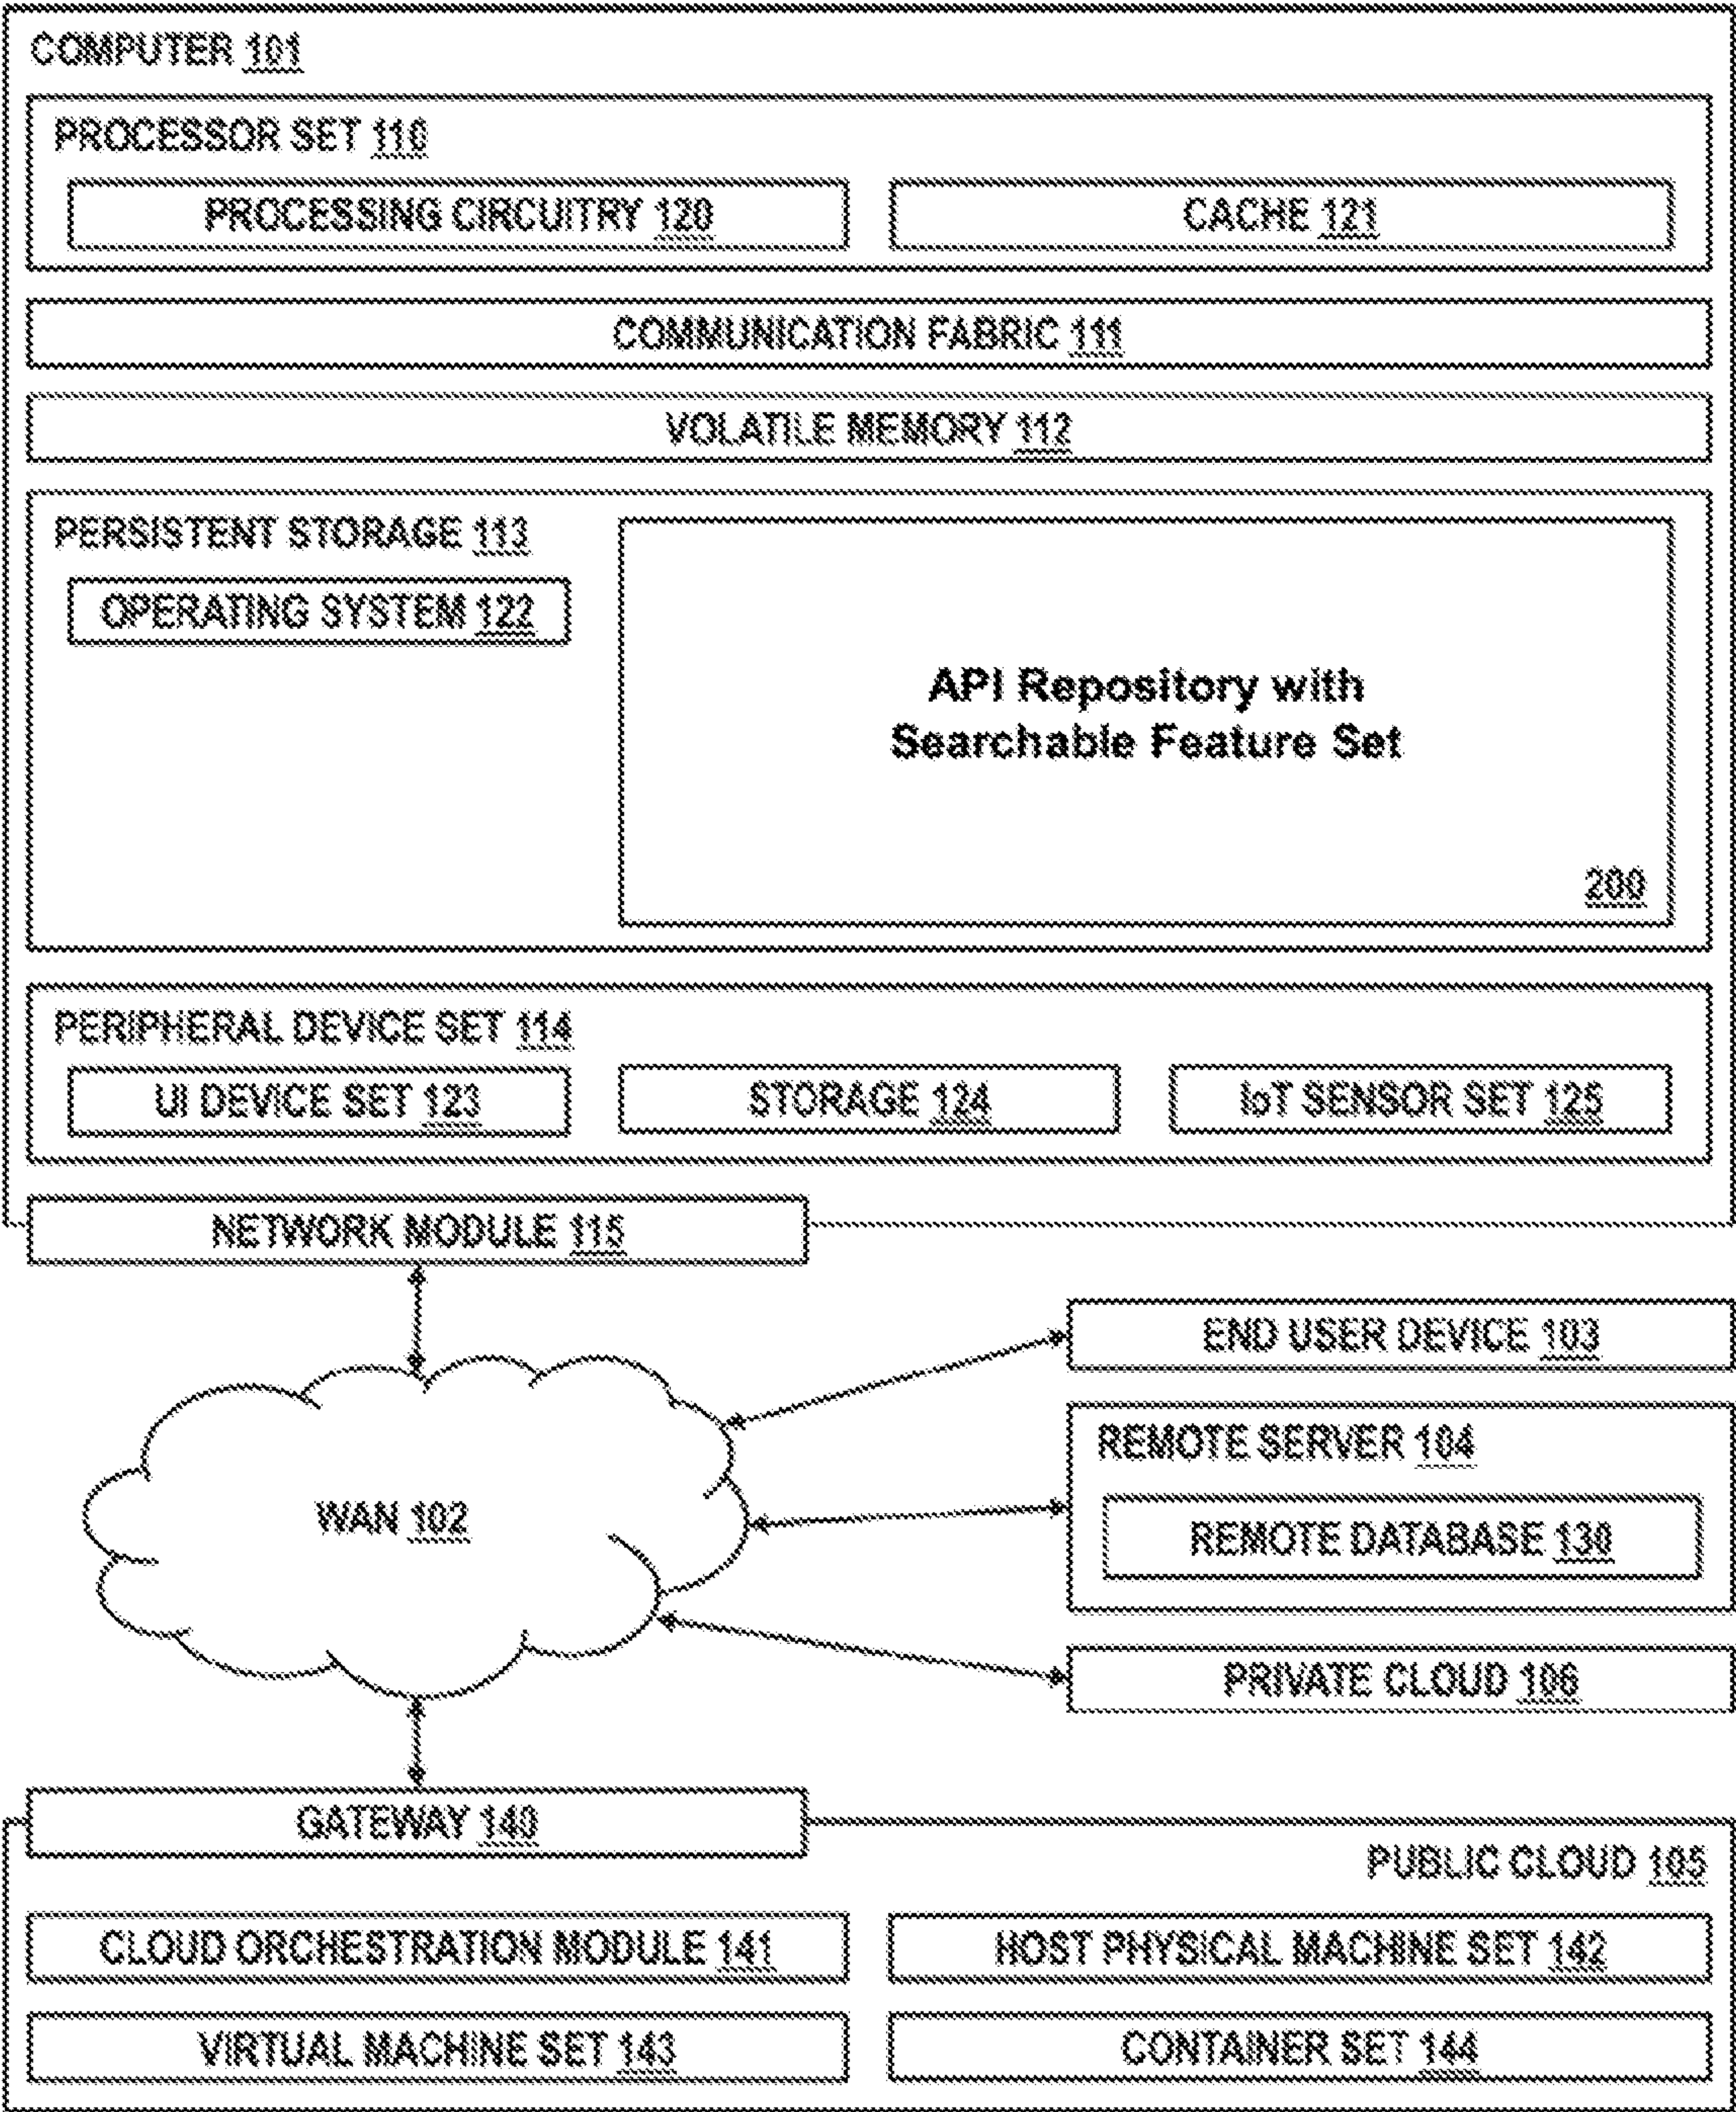 COMPUTER 101
PROCESSOR SET 110
PROCESSING CIRCUITRY 120
CACHE 121
COMMUNICATION FABRIC 111
VOLATILE MEMORY 112
PERSISTENT STORAGE 113
OPERATING SYSTEM 122
API Repository with
Searchable Feature Set
200
PERIPHERAL DEVICE SET 114
UI DEVICE SET 123
STORAGE 124
IoT SENSOR SET 125
NETWORK MODULE 115
END USER DEVICE 103
REMOTE SERVER 104
WAN 102
REMOTE DATABASE 130
PRIVATE CLOUD 106
GATEWAY 140
PUBLIC CLOUD 105
CLOUD ORCHESTRATION MODULE 141
HOST PHYSICAL MACHINE SET 142
VIRTUAL MACHINE SET 143
CONTAINER SET 144